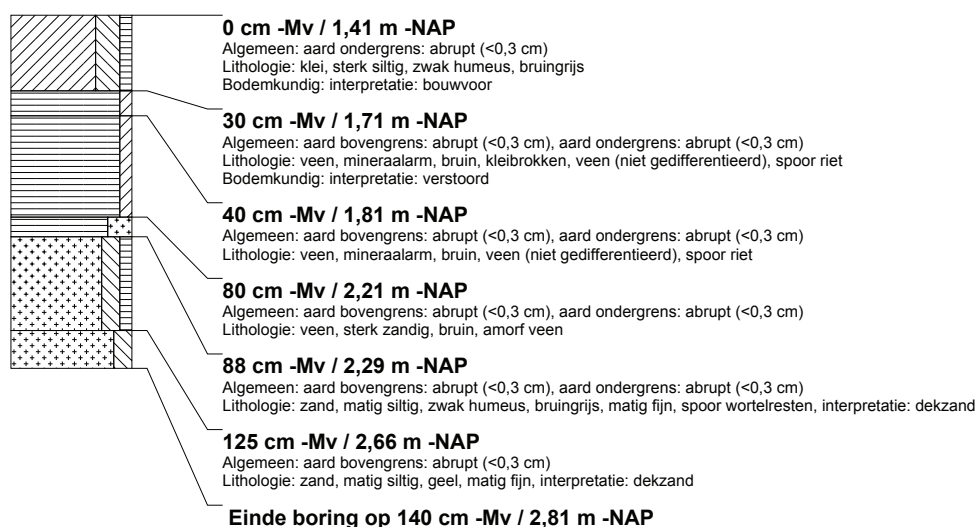 0 cm -Mv / 1,41 m -NAP
Algemeen: aard ondergrens: abrupt (<0,3 cm)
Lithologie: klei, sterk siltig, zwak humeus, bruingrijs
Bodemkundig: interpretatie: bouwvoor
30 cm -Mv / 1,71 m -NAP
Algemeen: aard bovengrens: abrupt (<0,3 cm), aard ondergrens: abrupt (<0,3 cm)
Lithologie: veen, mineraalarm, bruin, kleibrokken, veen (niet gedifferentieerd), spoor riet
Bodemkundig: interpretatie: verstoord
40 cm -Mv / 1,81 m -NAP
Algemeen: aard bovengrens: abrupt (<0,3 cm), aard ondergrens: abrupt (<0,3 cm)
Lithologie: veen, mineraalarm, bruin, veen (niet gedifferentieerd), spoor riet
80 cm -Mv / 2,21 m -NAP
Algemeen: aard bovengrens: abrupt (<0,3 cm), aard ondergrens: abrupt (<0,3 cm)
Lithologie: veen, sterk zandig, bruin, amorf veen
88 cm -Mv / 2,29 m -NAP
Algemeen: aard bovengrens: abrupt (<0,3 cm), aard ondergrens: abrupt (<0,3 cm)
Lithologie: zand, matig siltig, zwak humeus, bruingrijs, matig fijn, spoor wortelresten, interpretatie: dekzand
125 cm -Mv / 2,66 m -NAP
Algemeen: aard bovengrens: abrupt (<0,3 cm)
Lithologie: zand, matig siltig, geel, matig fijn, interpretatie: dekzand
Einde boring op 140 cm -Mv / 2,81 m -NAP